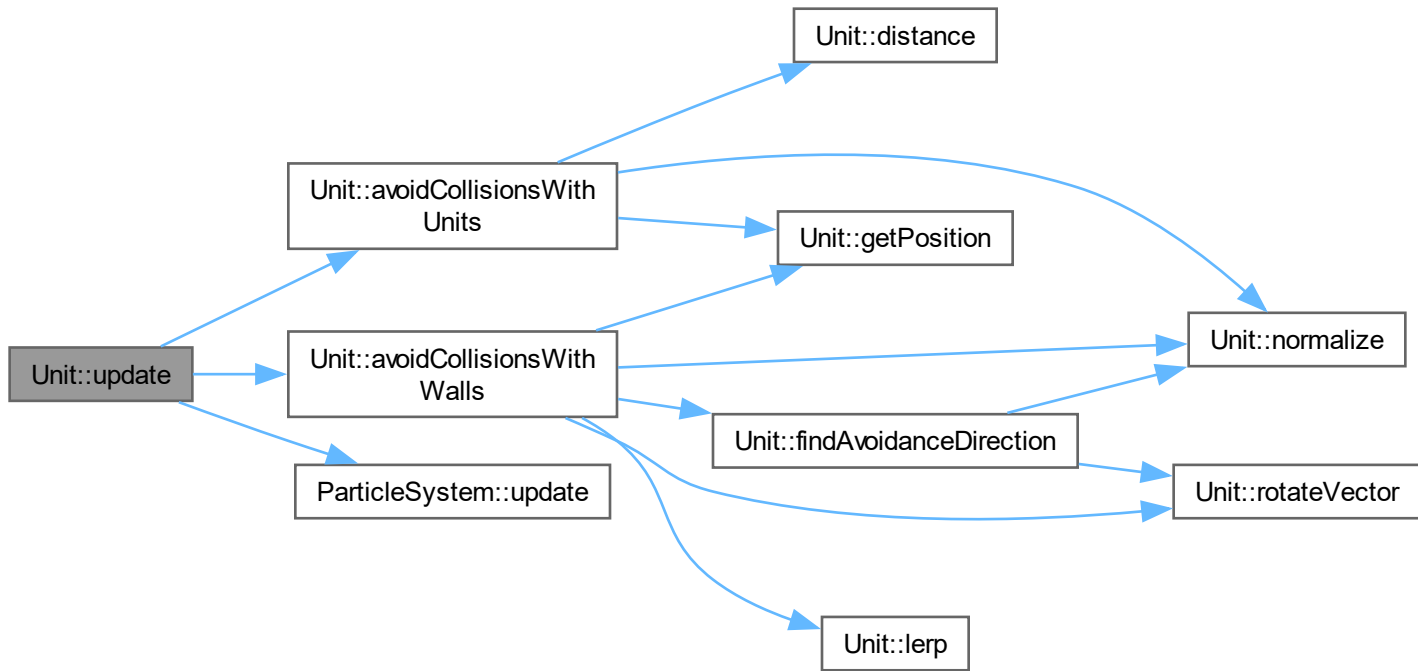 Unit::distance
Unit::avoidCollisionsWith
Units
Unit::getPosition
Unit::normalize
Unit::update
Unit::avoidCollisionsWith
Walls
Unit::findAvoidanceDirection
ParticleSystem::update
Unit::rotateVector
Unit::lerp